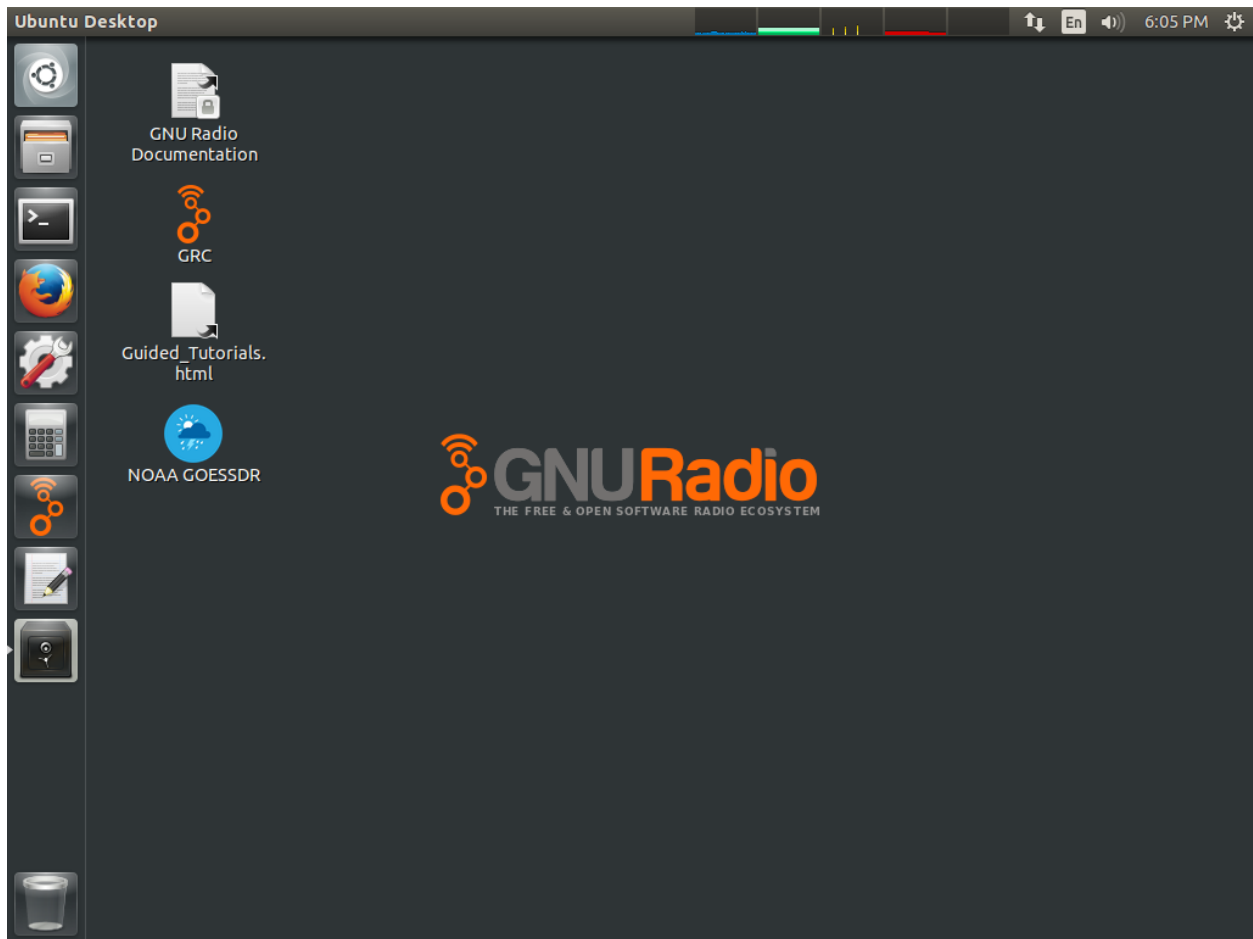 Ubuntu Desktop
En
6:05 PM
GNU Radio
Documentation
GRC
Guided_Tutorials.
html
NOAA GOESSDR
GNURadio
THE FREE & OPEN SOFTWARE RADIO ECOSYSTEM